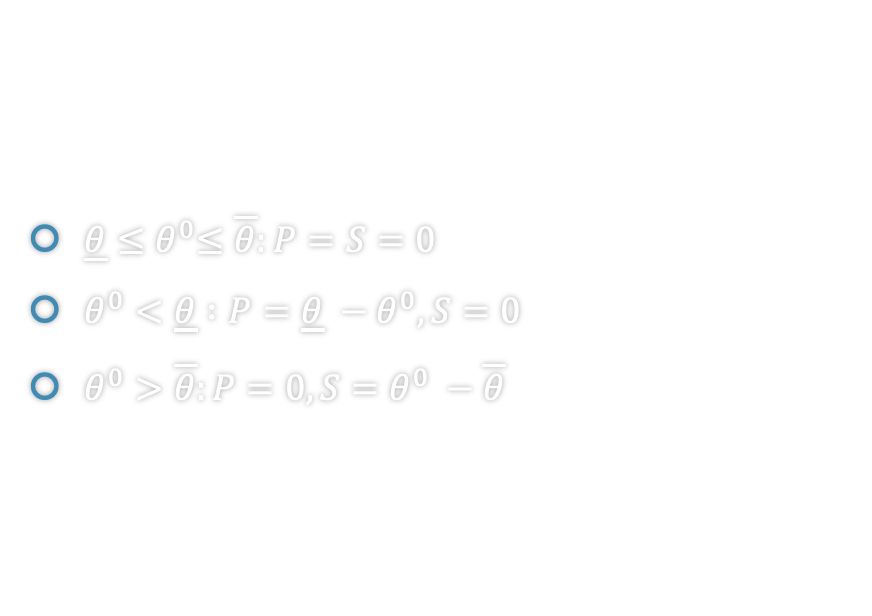 θ̲ ≤ θ⁰≤ θ̅: P = S = 0
θ⁰ < θ̲ : P = θ̲ − θ⁰, S = 0
θ⁰ > θ̅: P = 0, S = θ⁰ − θ̅